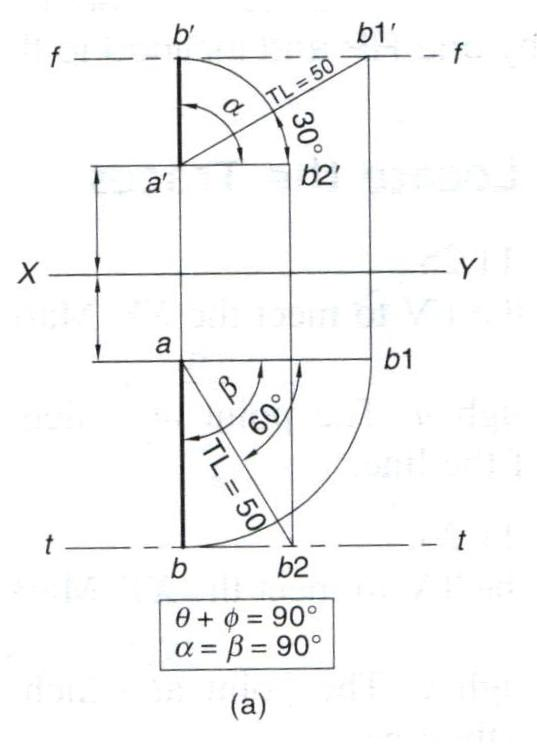 b′ b1′
f f
TL = 50
α
30°
a′ b2′
X Y
a b1
β
60°
TL = 50
t t
b b2
θ + ϕ = 90°
α = β = 90°
(a)